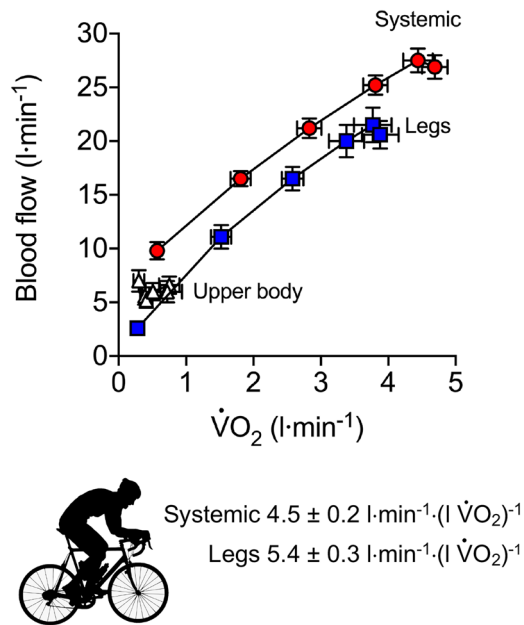 Systemic
30
25
20
15
10
5
0
Legs
Upper body
Blood flow (l·min⁻¹)
0 1 2 3 4 5
V̇O₂ (l·min⁻¹)
Systemic 4.5 ± 0.2 l·min⁻¹·(l V̇O₂)⁻¹
Legs 5.4 ± 0.3 l·min⁻¹·(l V̇O₂)⁻¹